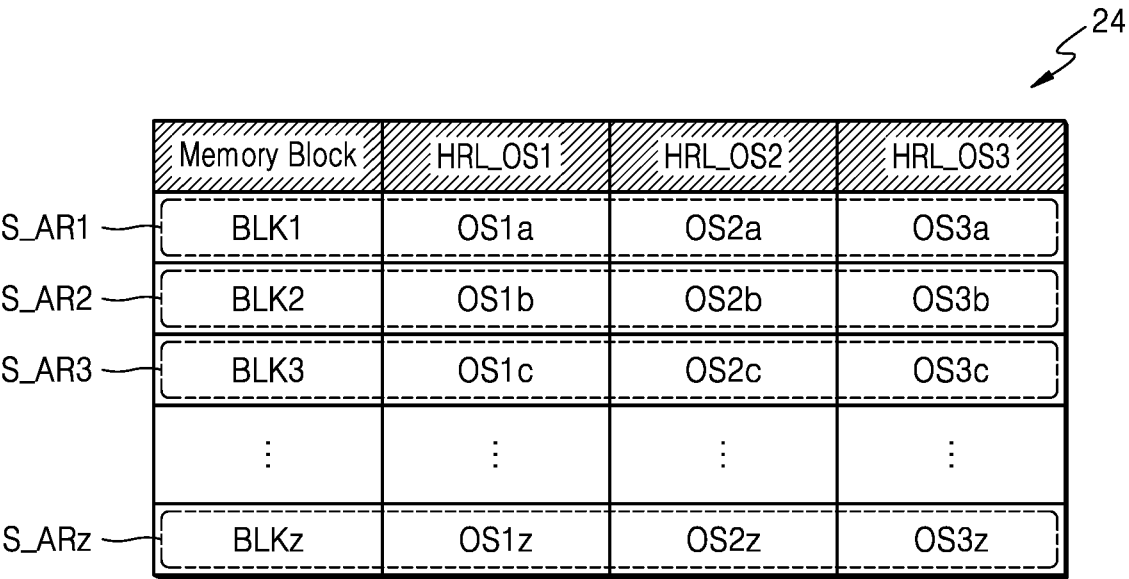 24
Memory Block HRL_OS1 HRL_OS2 HRL_OS3
S_AR1 BLK1 OS1a OS2a OS3a
S_AR2 BLK2 OS1b OS2b OS3b
S_AR3 BLK3 OS1c OS2c OS3c
⋮ ⋮ ⋮ ⋮
S_ARz BLKz OS1z OS2z OS3z